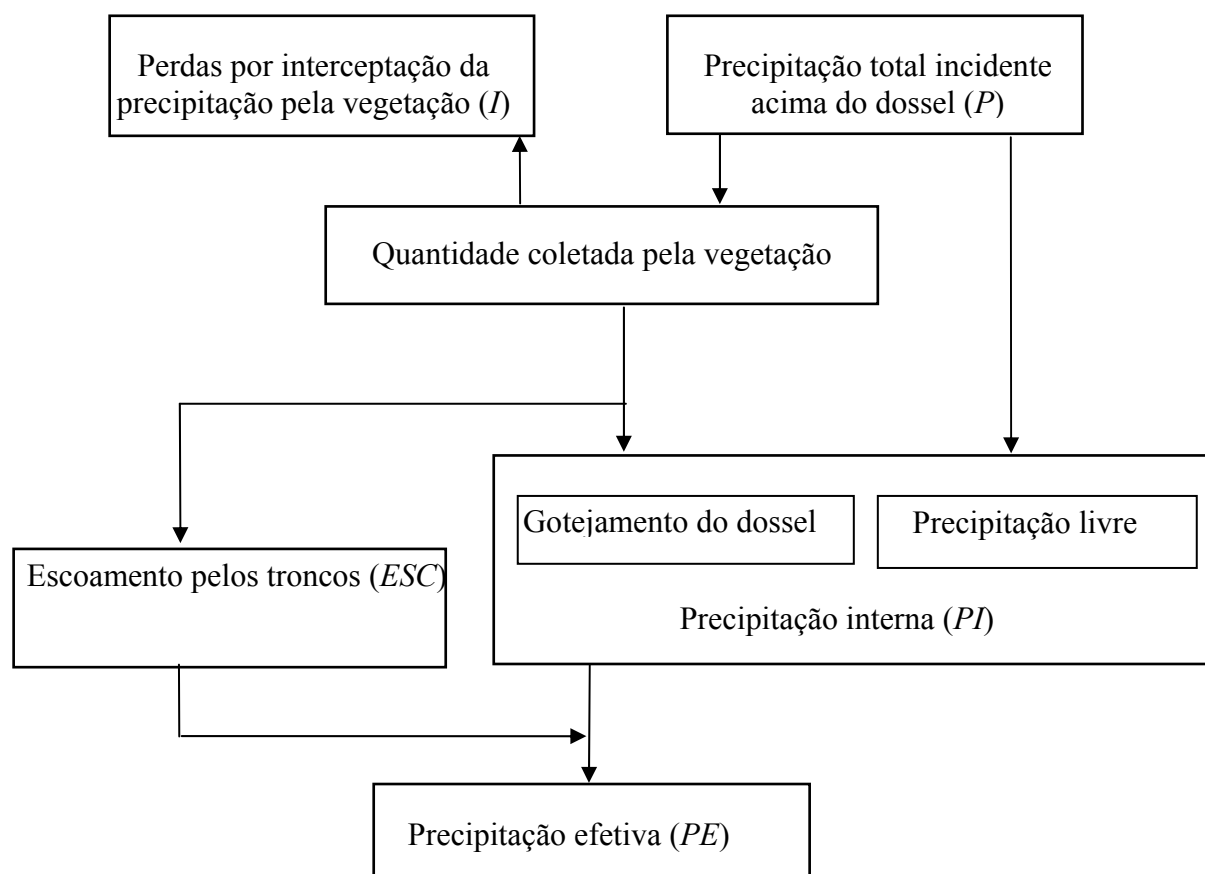 Perdas por interceptação da
precipitação pela vegetação (I)
Precipitação total incidente
acima do dossel (P)
Quantidade coletada pela vegetação
Gotejamento do dossel
Precipitação livre
Escoamento pelos troncos (ESC)
Precipitação interna (PI)
Precipitação efetiva (PE)